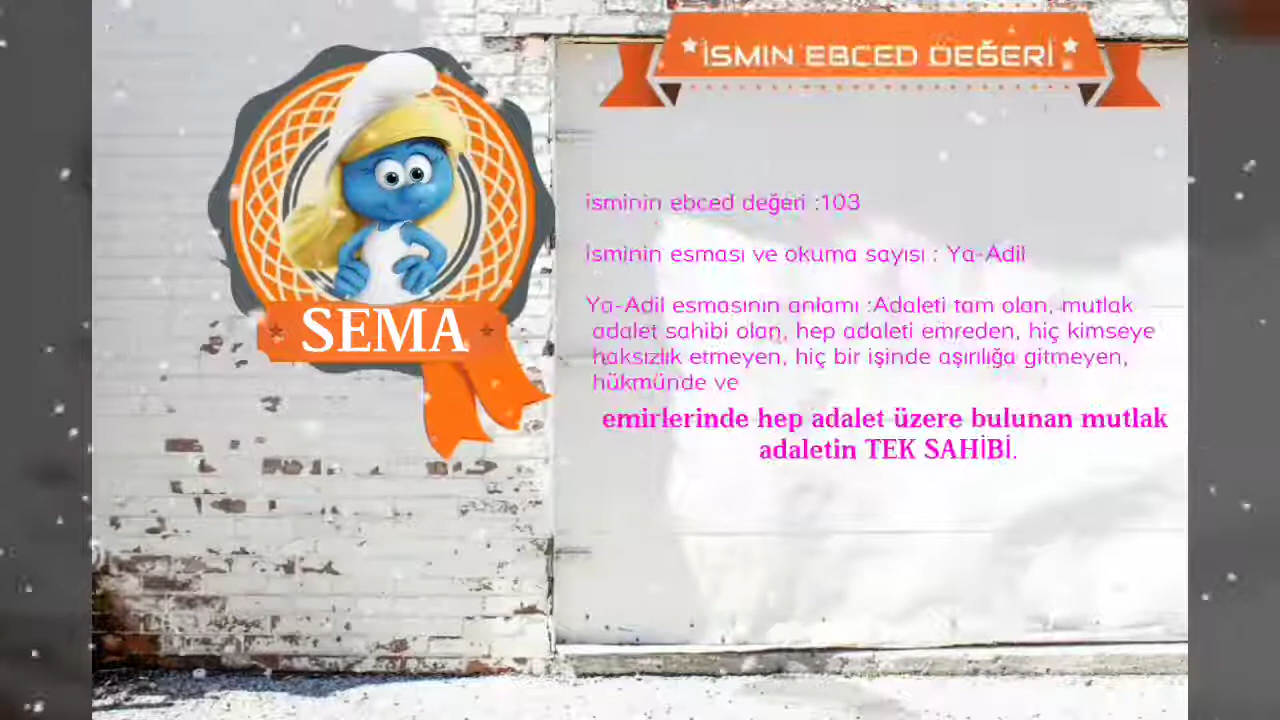 İSMİN EBCED DEĞERİ
SEMA
isminin ebced değeri :103
İsminin esması ve okuma sayısı : Ya-Adil
Ya-Adil esmasının anlamı :Adaleti tam olan, mutlak
adalet sahibi olan, hep adaleti emreden, hiç kimseye
haksızlık etmeyen, hiç bir işinde aşırılığa gitmeyen,
hükmünde ve
emirlerinde hep adalet üzere bulunan mutlak
adaletin TEK SAHİBİ.